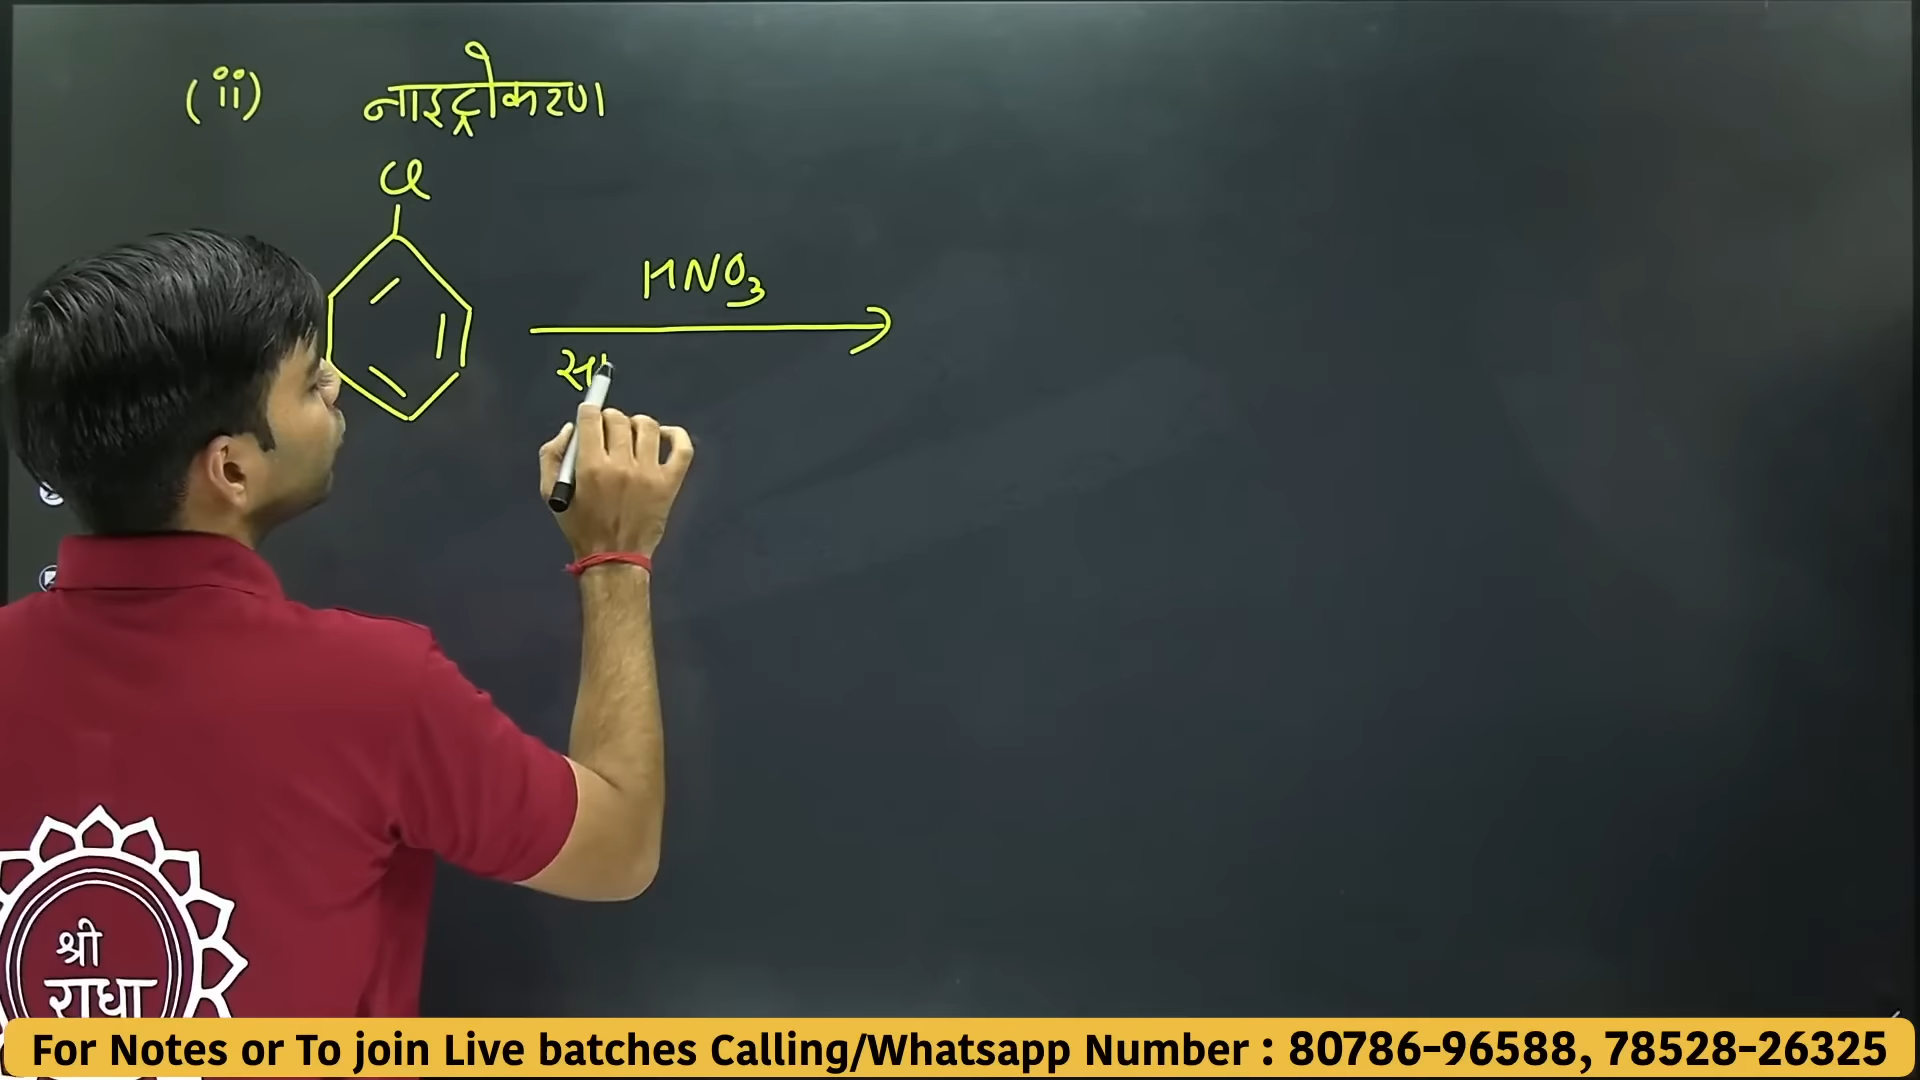 (ii) नाइट्रोकरण
Cl
HNO3
श्री
राधा
For Notes or To join Live batches Calling/Whatsapp Number : 80786-96588, 78528-26325